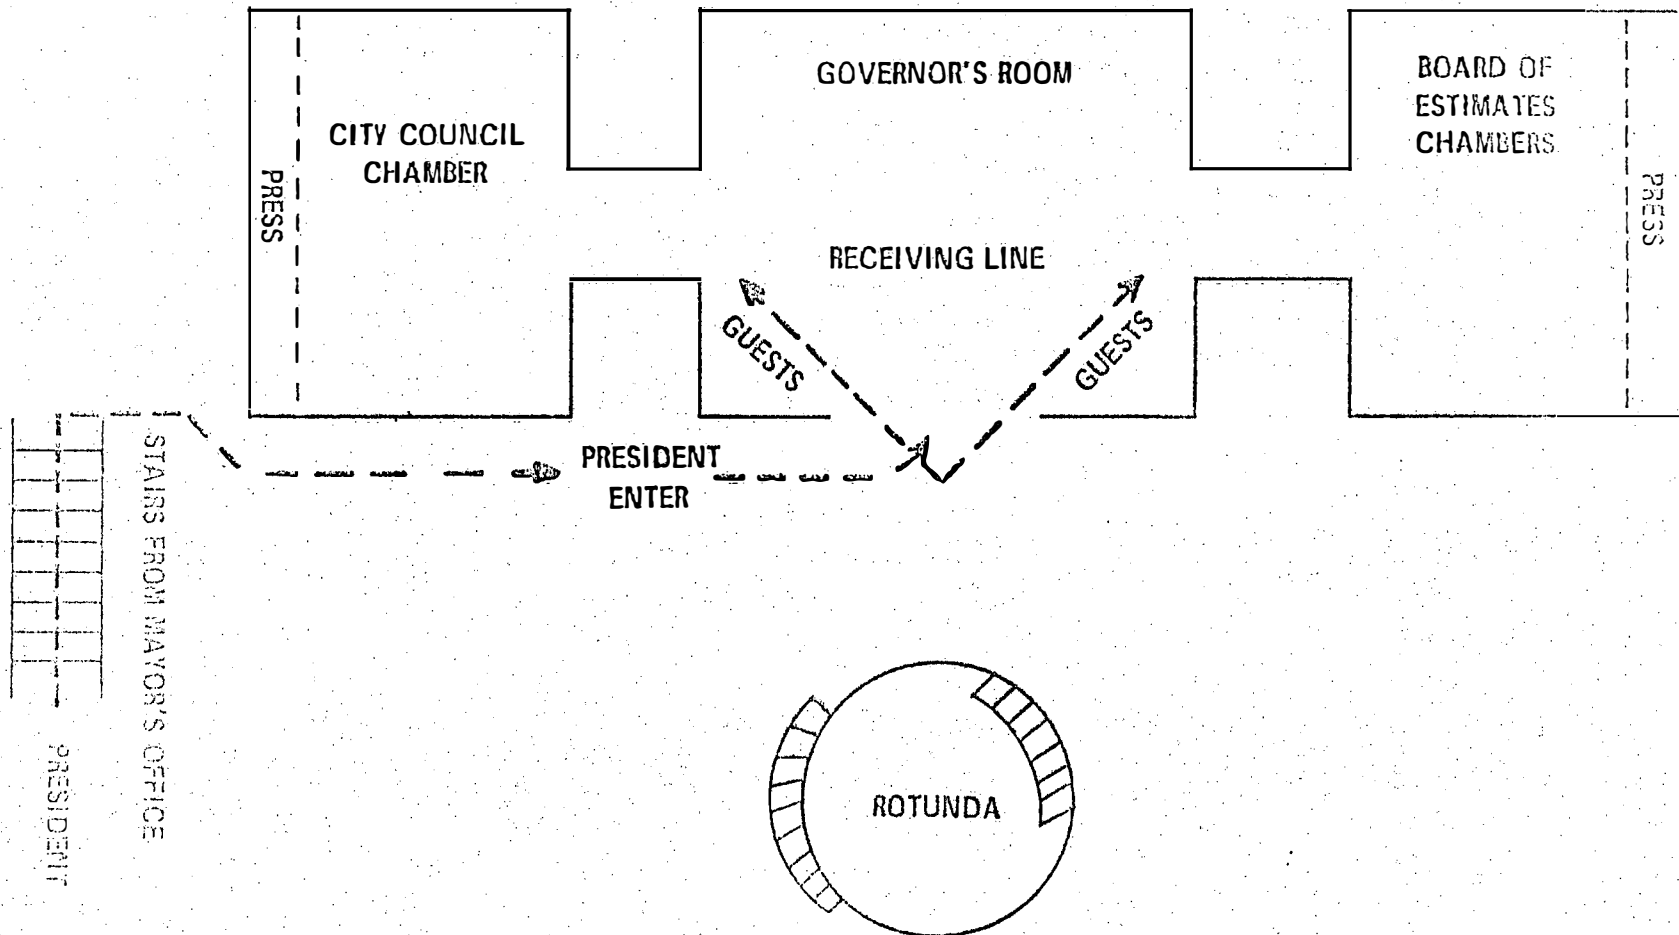 GOVERNOR'S ROOM
BOARD OF
ESTIMATES
CHAMBERS
CITY COUNCIL
CHAMBER
PRESS
PRESS
RECEIVING LINE
GUESTS
GUESTS
PRESIDENT
ENTER
STAIRS FROM MAYOR'S OFFICE
PRESIDENT
ROTUNDA